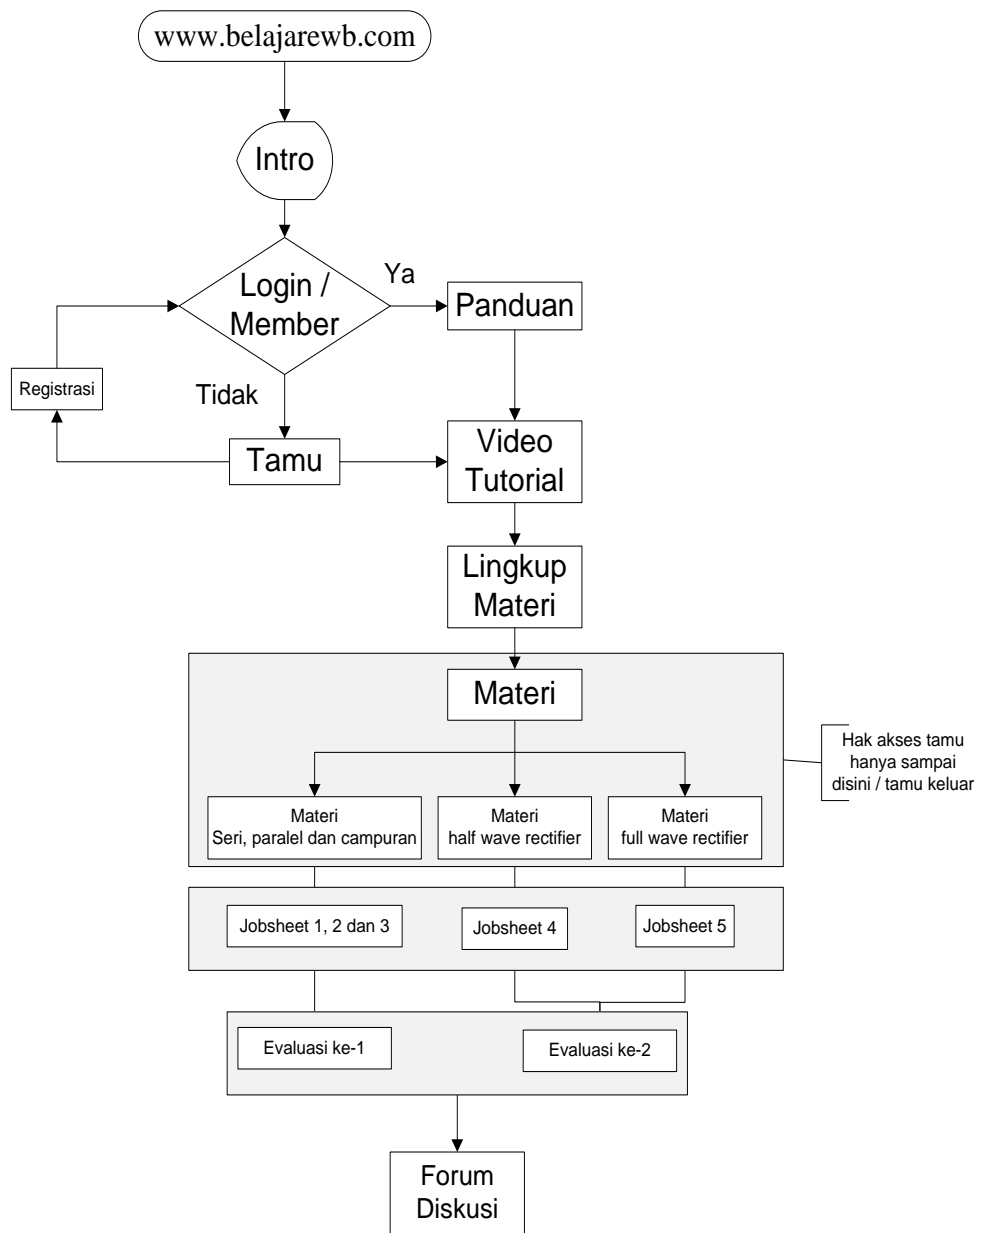 www.belajarewb.com
Intro
Login /
Member
Ya
Panduan
Registrasi
Tidak
Tamu
Video
Tutorial
Lingkup
Materi
Materi
Hak akses tamu
hanya sampai
disini / tamu keluar
Materi
Seri, paralel dan campuran
Materi
half wave rectifier
Materi
full wave rectifier
Jobsheet 1, 2 dan 3
Jobsheet 4
Jobsheet 5
Evaluasi ke-1
Evaluasi ke-2
Forum
Diskusi